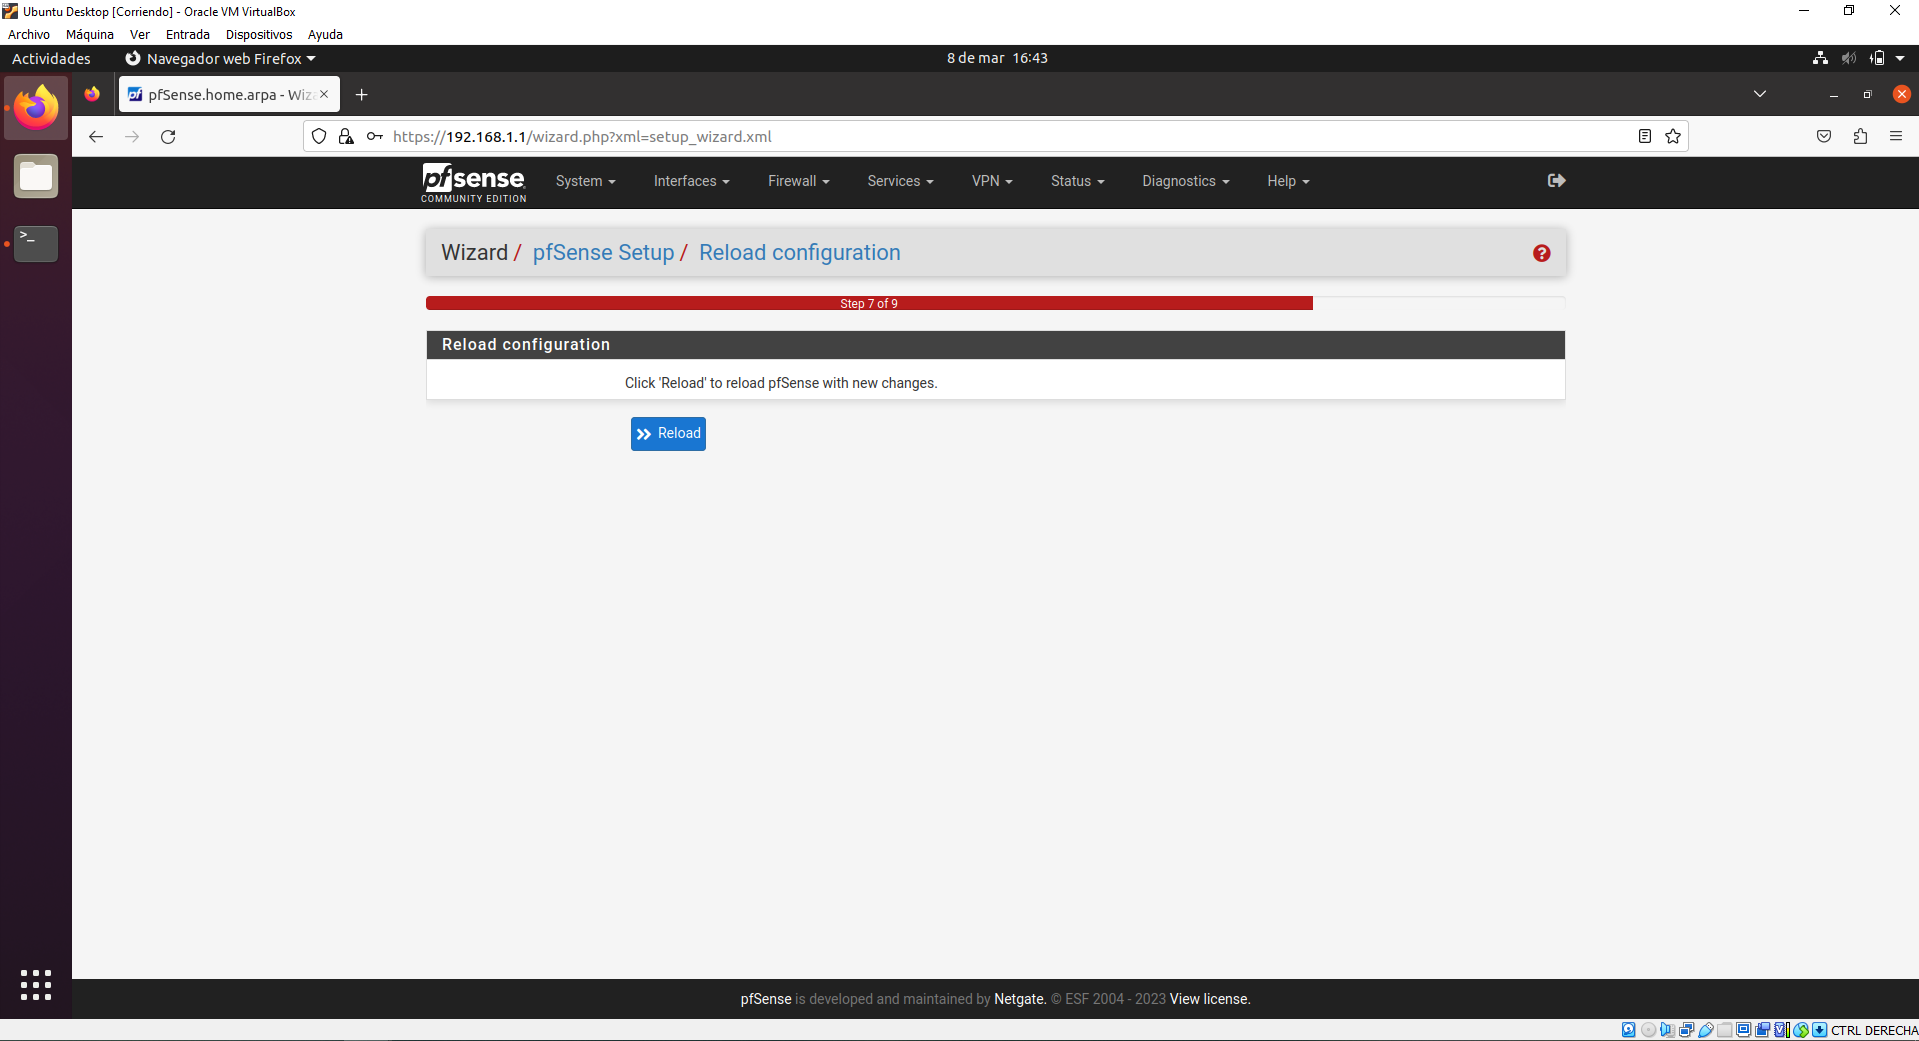 Ubuntu Desktop [Corriendo] - Oracle VM VirtualBox
Archivo Máquina Ver Entrada Dispositivos Ayuda
Actividades Navegador web Firefox 8 de mar 16:43
pfSense.home.arpa - Wiz
https://192.168.1.1/wizard.php?xml=setup_wizard.xml
pfsense System Interfaces Firewall Services VPN Status Diagnostics Help
COMMUNITY EDITION
Wizard / pfSense Setup / Reload configuration
Step 7 of 9
Reload configuration
Click 'Reload' to reload pfSense with new changes.
Reload
pfSense is developed and maintained by Netgate. © ESF 2004 - 2023 View license.
CTRL DERECHA